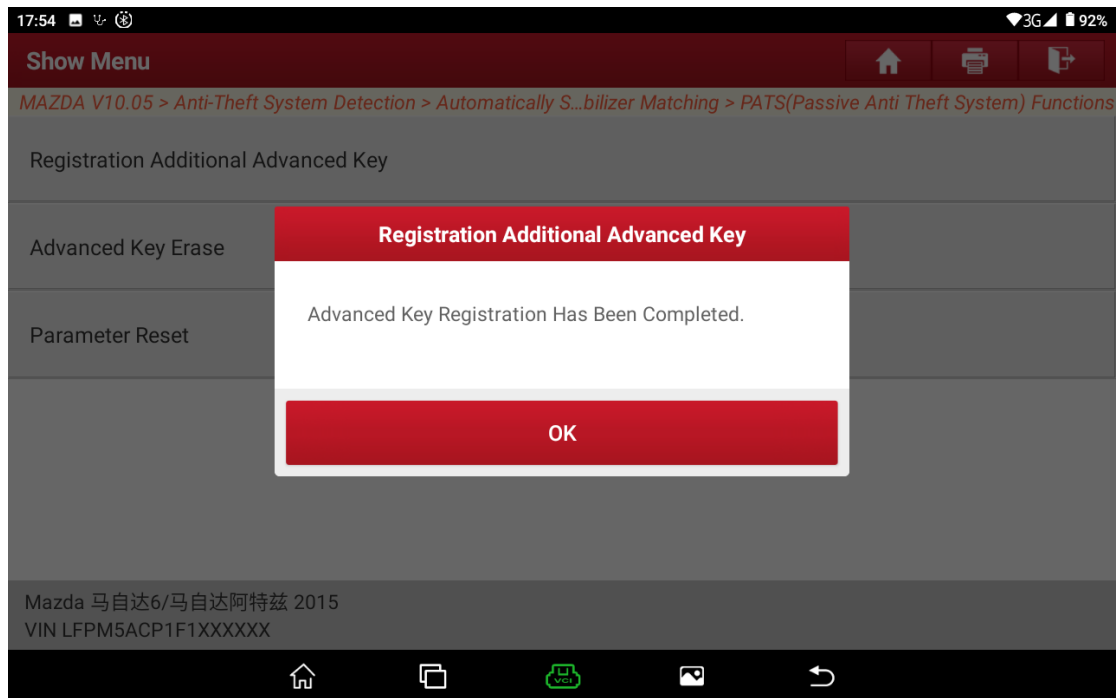 17:54 3G 92%
Show Menu
MAZDA V10.05 > Anti-Theft System Detection > Automatically S...bilizer Matching > PATS(Passive Anti Theft System) Functions
Registration Additional Advanced Key
Advanced Key Erase
Registration Additional Advanced Key
Advanced Key Registration Has Been Completed.
Parameter Reset
OK
Mazda 马自达6/马自达阿特兹 2015
VIN LFPM5ACP1F1XXXXXX
VCI